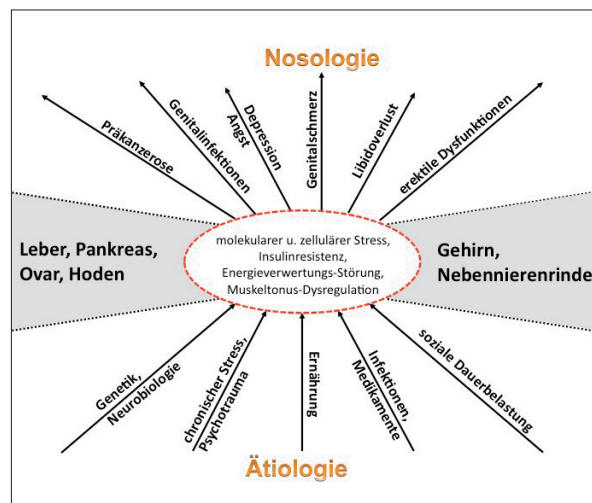 Nosologie
Präkanzerose
Genitalinfektionen
Depression
Angst
Genitalschmerz
Libidoverlust
erektile Dysfunktionen
Leber, Pankreas,
Ovar, Hoden
molekularer u. zellulärer Stress,
Insulinresistenz,
Energieverwertungs-Störung,
Muskeltonus-Dysregulation
Gehirn,
Nebennierenrinde
Genetik,
Neurobiologie
chronischer Stress,
Psychotrauma
Ernährung
Infektionen,
Medikamente
soziale Dauerbelastung
Ätiologie